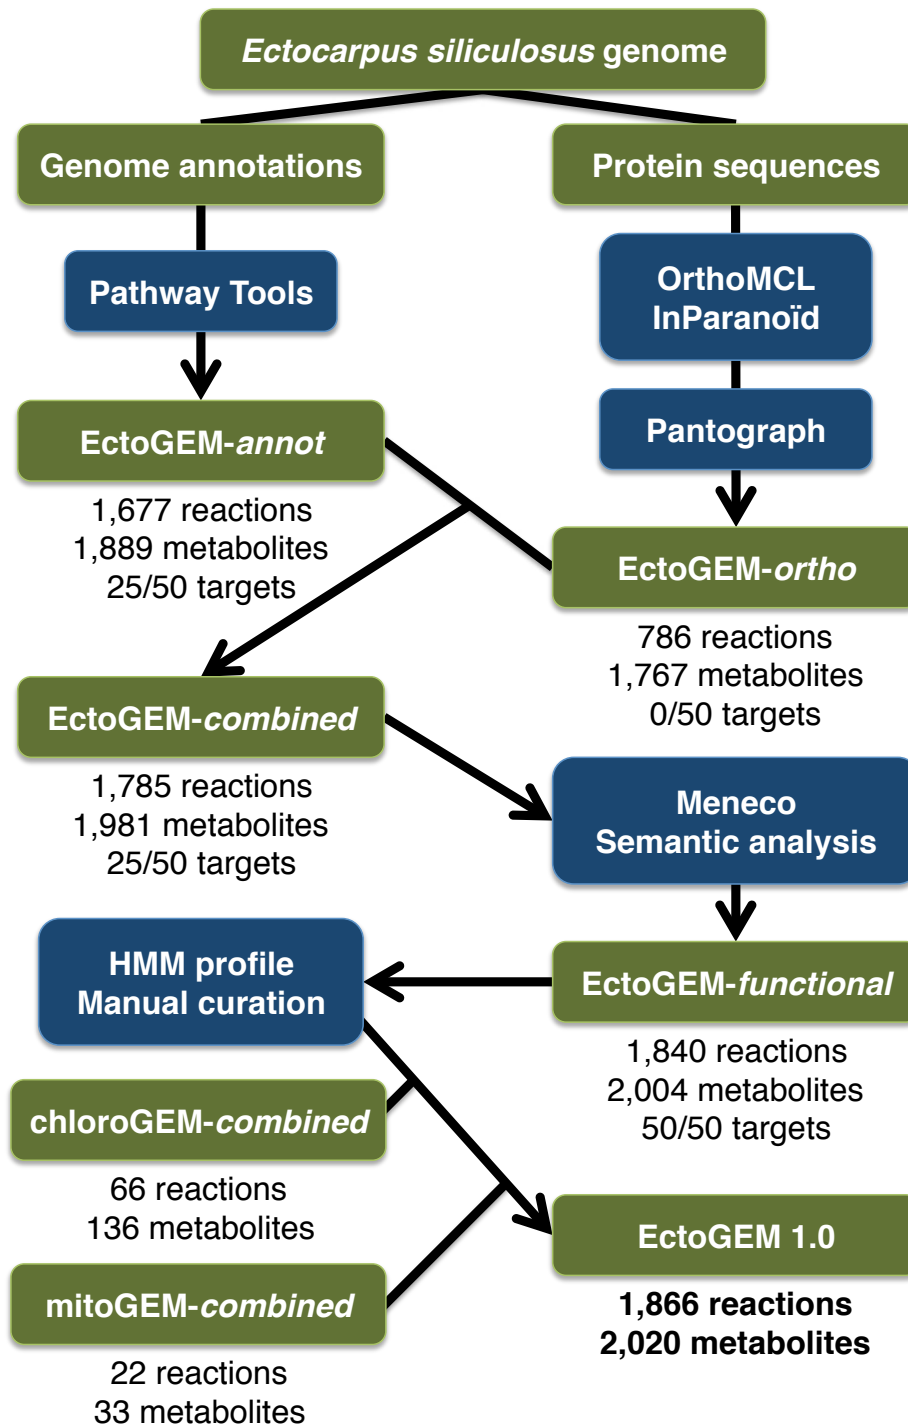 Ectocarpus siliculosus genome
Genome annotations
Protein sequences
Pathway Tools
OrthoMCL
InParanoïd
Pantograph
EctoGEM-annot
1,677 reactions
1,889 metabolites
25/50 targets
EctoGEM-ortho
786 reactions
1,767 metabolites
0/50 targets
EctoGEM-combined
1,785 reactions
1,981 metabolites
25/50 targets
Meneco
Semantic analysis
EctoGEM-functional
1,840 reactions
2,004 metabolites
50/50 targets
HMM profile
Manual curation
chloroGEM-combined
66 reactions
136 metabolites
mitoGEM-combined
22 reactions
33 metabolites
EctoGEM 1.0
1,866 reactions
2,020 metabolites